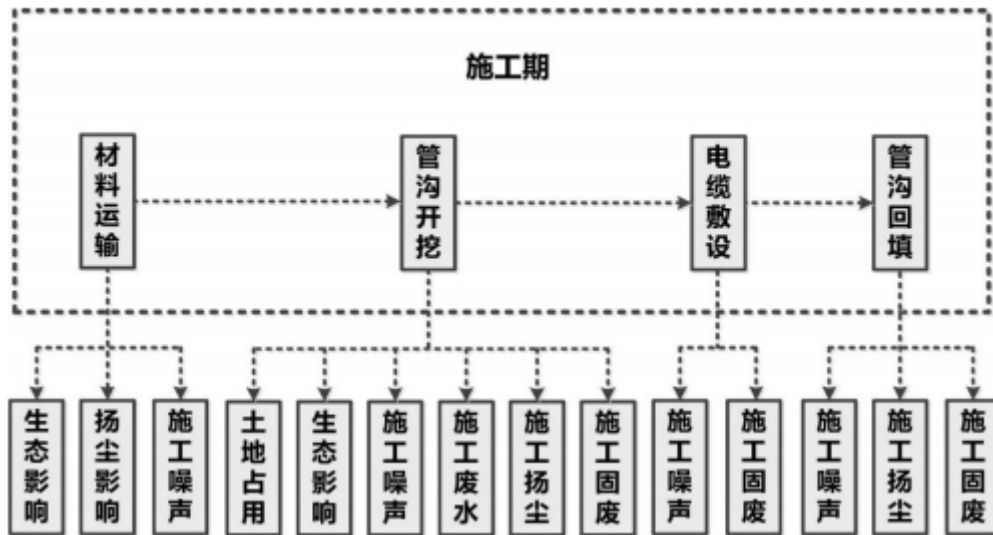 施工期
材料运输
管沟开挖
电缆敷设
管沟回填
生态影响
扬尘影响
施工噪声
土地占用
生态影响
施工噪声
施工废水
施工扬尘
施工固废
施工噪声
施工固废
施工噪声
施工扬尘
施工固废